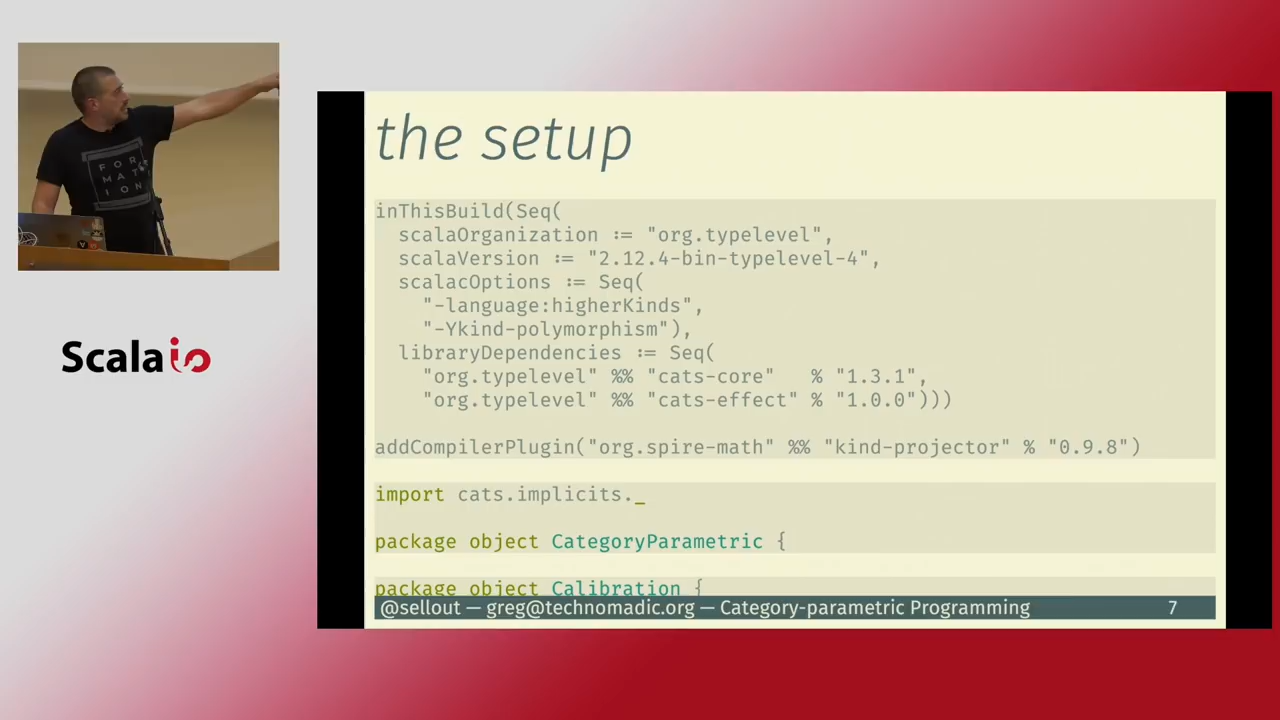 FOR
MAT
ION
Scala io
the setup
inThisBuild(Seq(
  scalaOrganization := "org.typelevel",
  scalaVersion := "2.12.4-bin-typelevel-4",
  scalacOptions := Seq(
    "-language:higherKinds",
    "-Ykind-polymorphism"),
  libraryDependencies := Seq(
    "org.typelevel" %% "cats-core"   % "1.3.1",
    "org.typelevel" %% "cats-effect" % "1.0.0")))
addCompilerPlugin("org.spire-math" %% "kind-projector" % "0.9.8")
import cats.implicits._
package object CategoryParametric {
package object Calibration {
@sellout — greg@technomadic.org — Category-parametric Programming 7